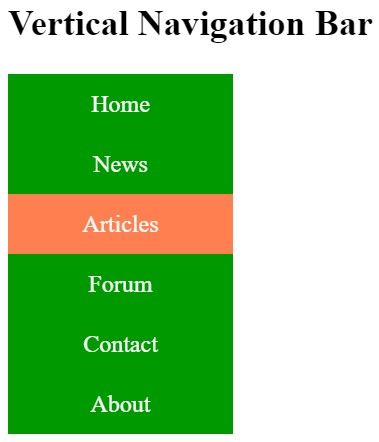 Vertical Navigation Bar
Home
News
Articles
Forum
Contact
About